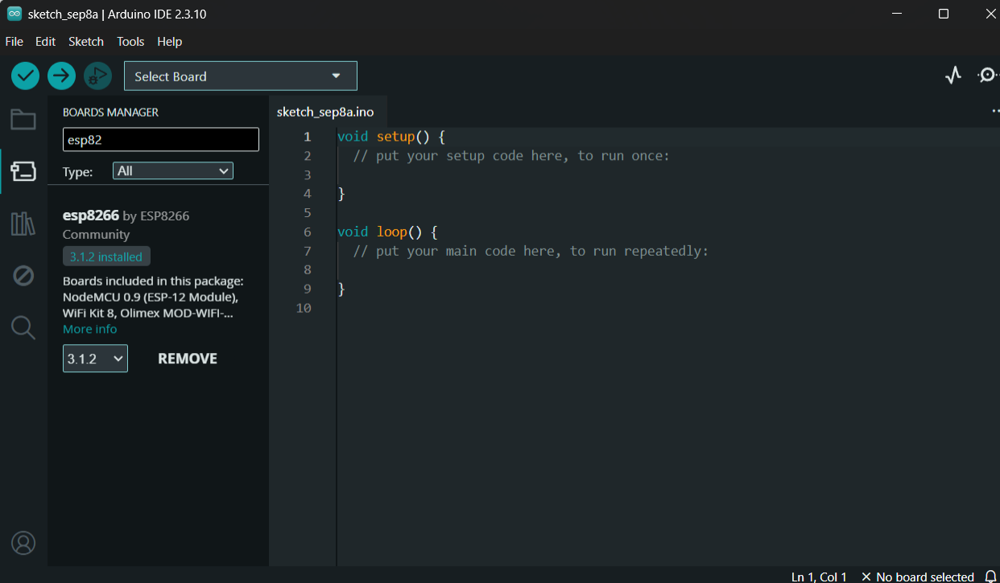 sketch_sep8a | Arduino IDE 2.3.10
File Edit Sketch Tools Help
Select Board
BOARDS MANAGER
esp82
Type: All
esp8266 by ESP8266
Community
3.1.2 installed
Boards included in this package:
NodeMCU 0.9 (ESP-12 Module),
WiFi Kit 8, Olimex MOD-WIFI-...
More info
3.1.2 REMOVE
sketch_sep8a.ino
1 void setup() {
2 // put your setup code here, to run once:
3
4 }
5
6 void loop() {
7 // put your main code here, to run repeatedly:
8
9 }
10
Ln 1, Col 1 × No board selected